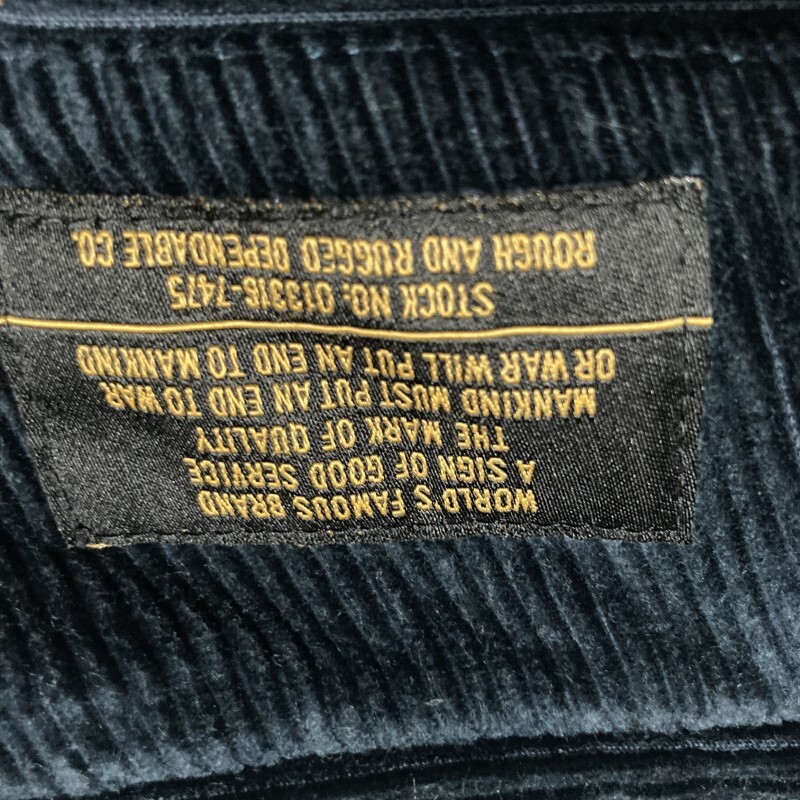 WORLD'S FAMOUS BRAND
A SIGN OF GOOD SERVICE
THE MARK OF QUALITY
MANKIND MUST PUT AN END TO WAR
OR WAR WILL PUT AN END TO MANKIND
STOCK NO: 013316-7475
ROUGH AND RUGGED DEPENDABLE CO.